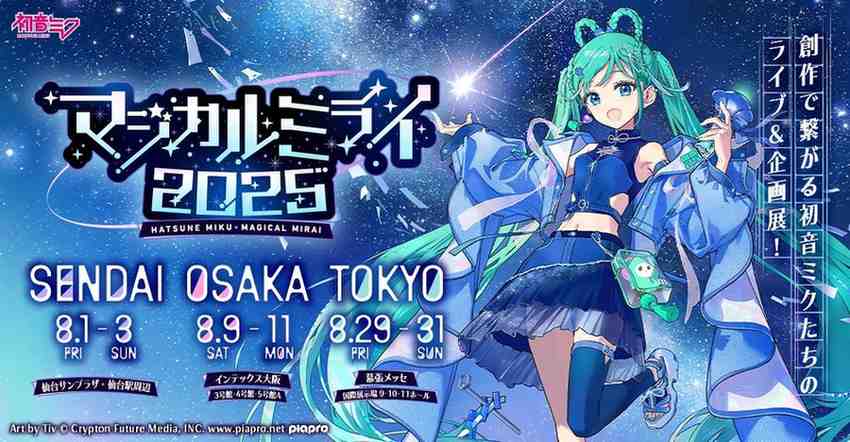 初音ミク
マジカルミライ
2025
HATSUNE MIKU・MAGICAL MIRAI
創作で繋がる初音ミクたちの
ライブ&企画展!
SENDAI OSAKA TOKYO
8.1-3 8.9-11 8.29-31
FRI SUN SAT MON FRI SUN
仙台サンプラザ・仙台駅周辺
インテックス大阪
3号館・4号館・5号館A
幕張メッセ
国際展示場 9・10・11ホール
Art by Tiv © Crypton Future Media, INC. www.piapro.net piapro